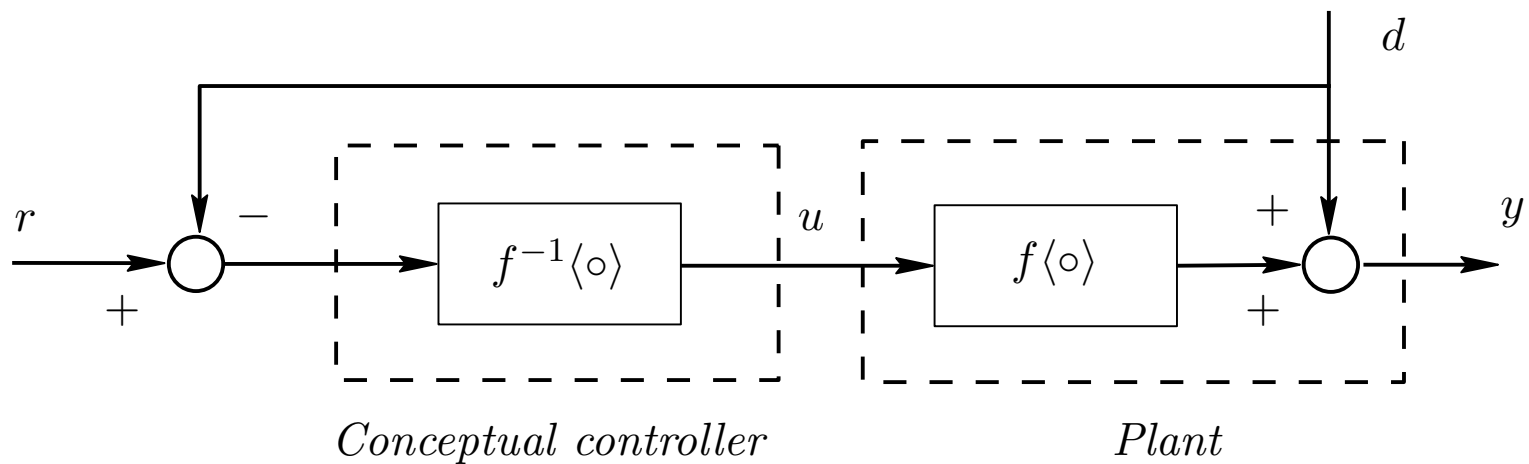 d
r
−
+
f⁻¹⟨∘⟩
u
f⟨∘⟩
+
+
y
Conceptual controller
Plant